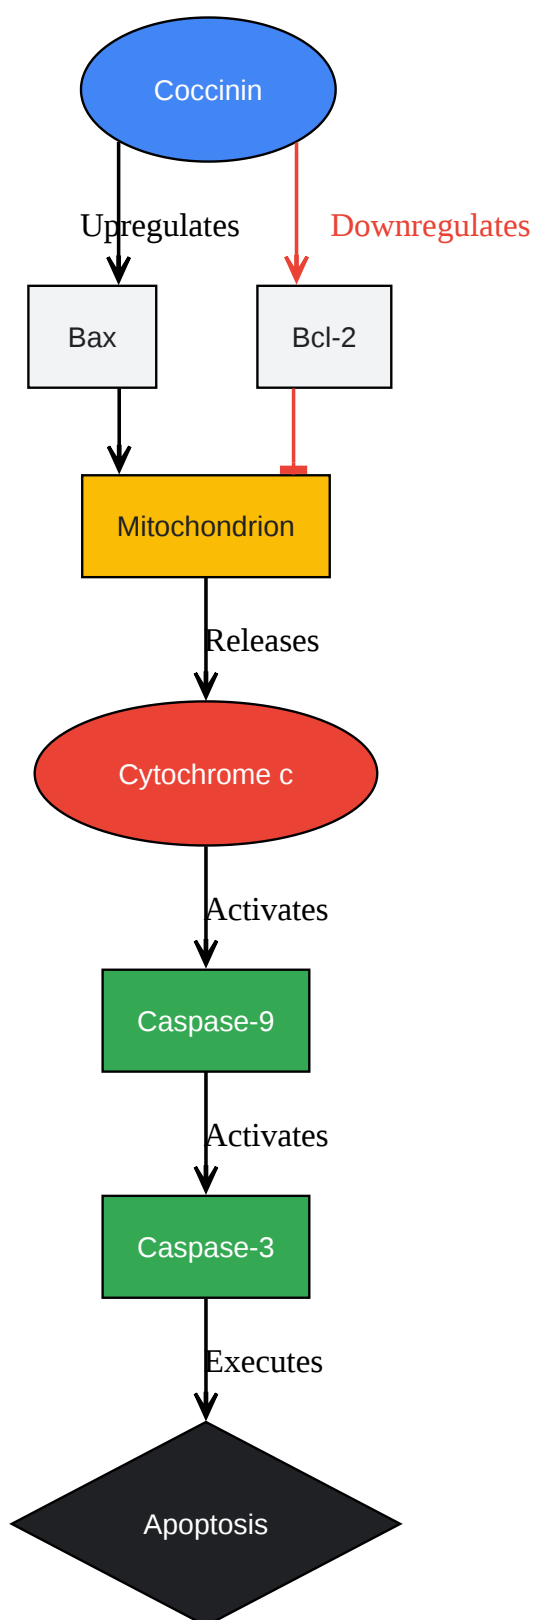 Coccinin
Upregulates
Downregulates
Bax
Bcl-2
Mitochondrion
Releases
Cytochrome c
Activates
Caspase-9
Activates
Caspase-3
Executes
Apoptosis